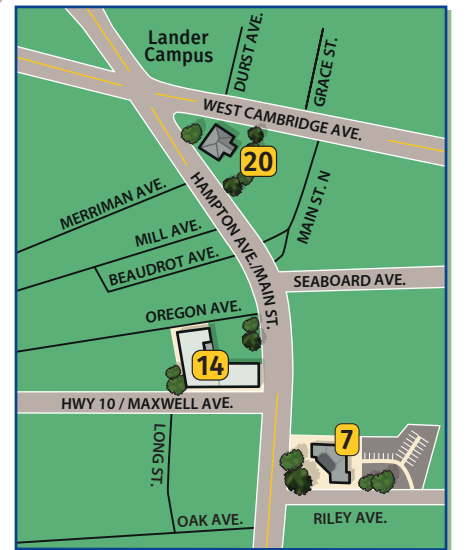 Lander
Campus
DURST AVE.
GRACE ST.
WEST CAMBRIDGE AVE.
20
MERRIMAN AVE.
HAMPTON AVE./MAIN ST.
MAIN ST. N
MILL AVE.
BEAUDROT AVE.
SEABOARD AVE.
OREGON AVE.
14
HWY 10 / MAXWELL AVE.
LONG ST.
7
OAK AVE.
RILEY AVE.